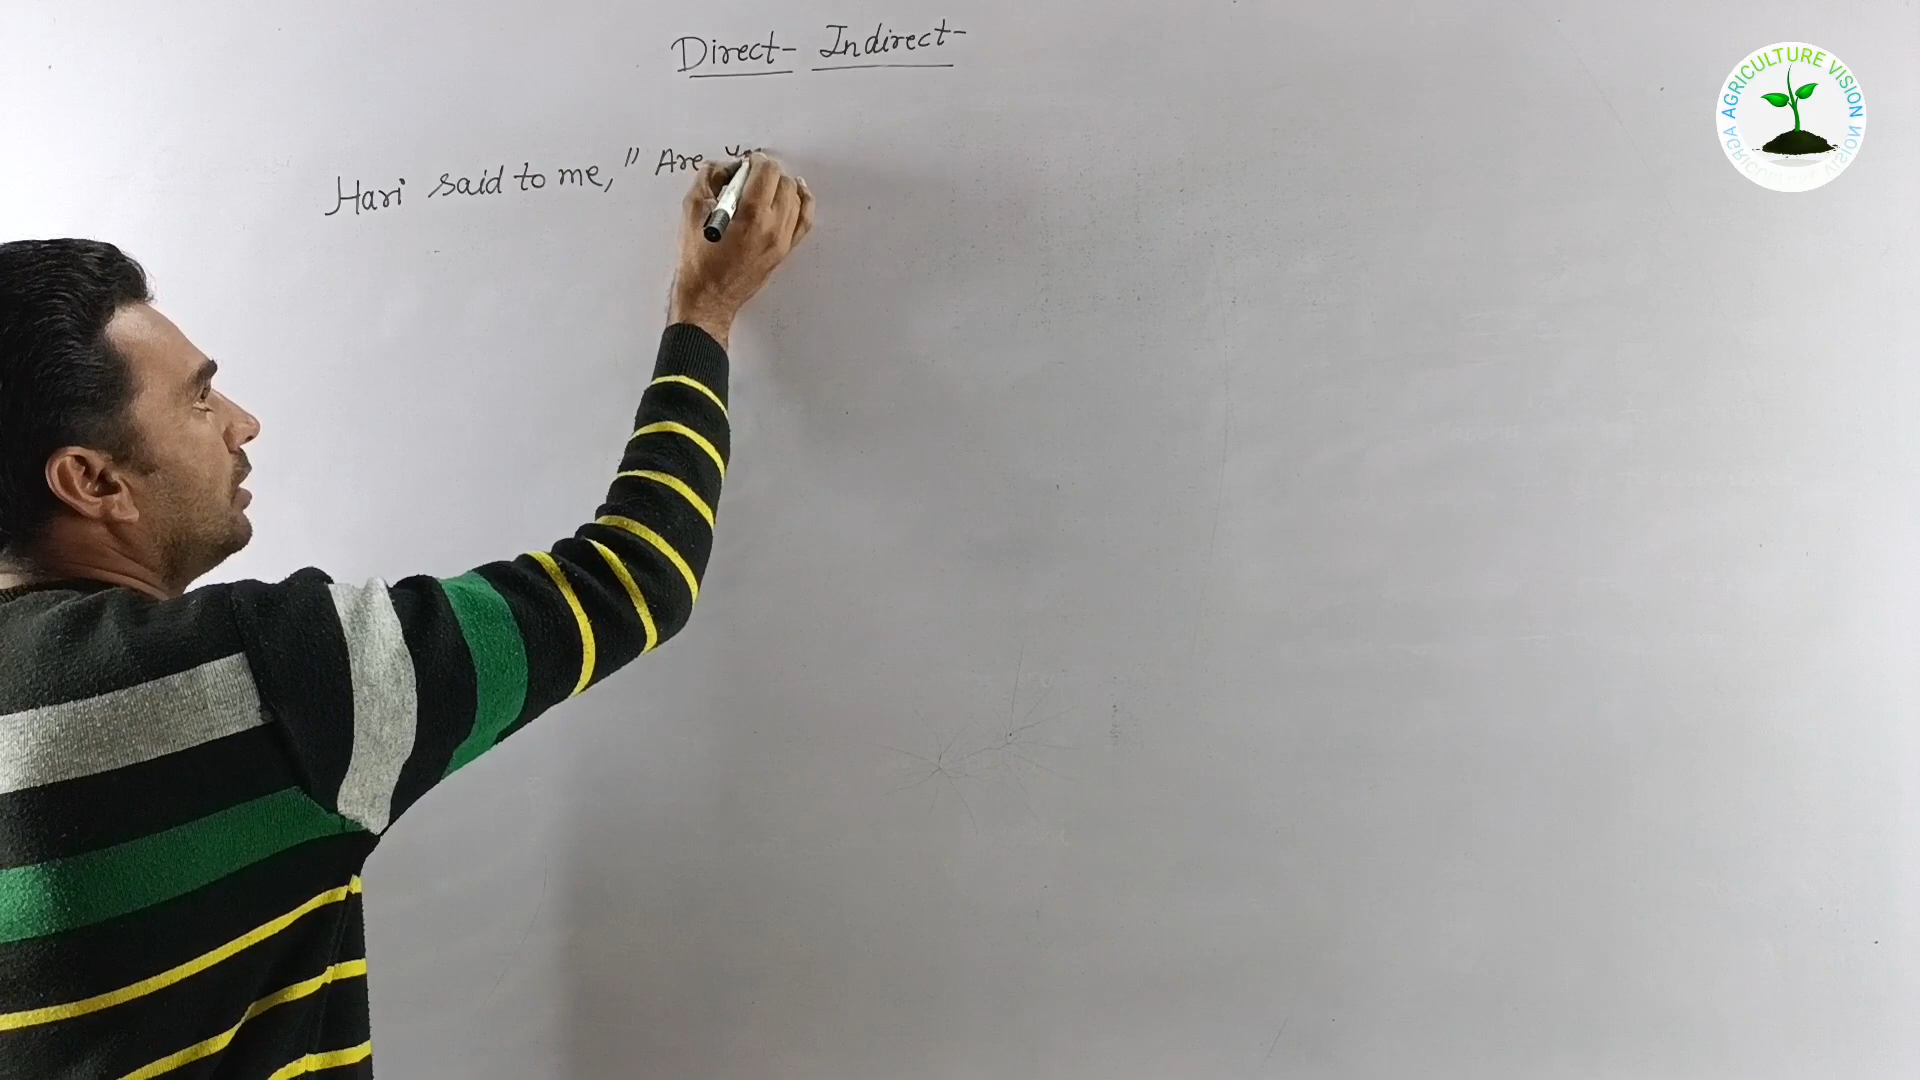 Direct- Indirect-
Hari said to me, " Are
AGRICULTURE VISION